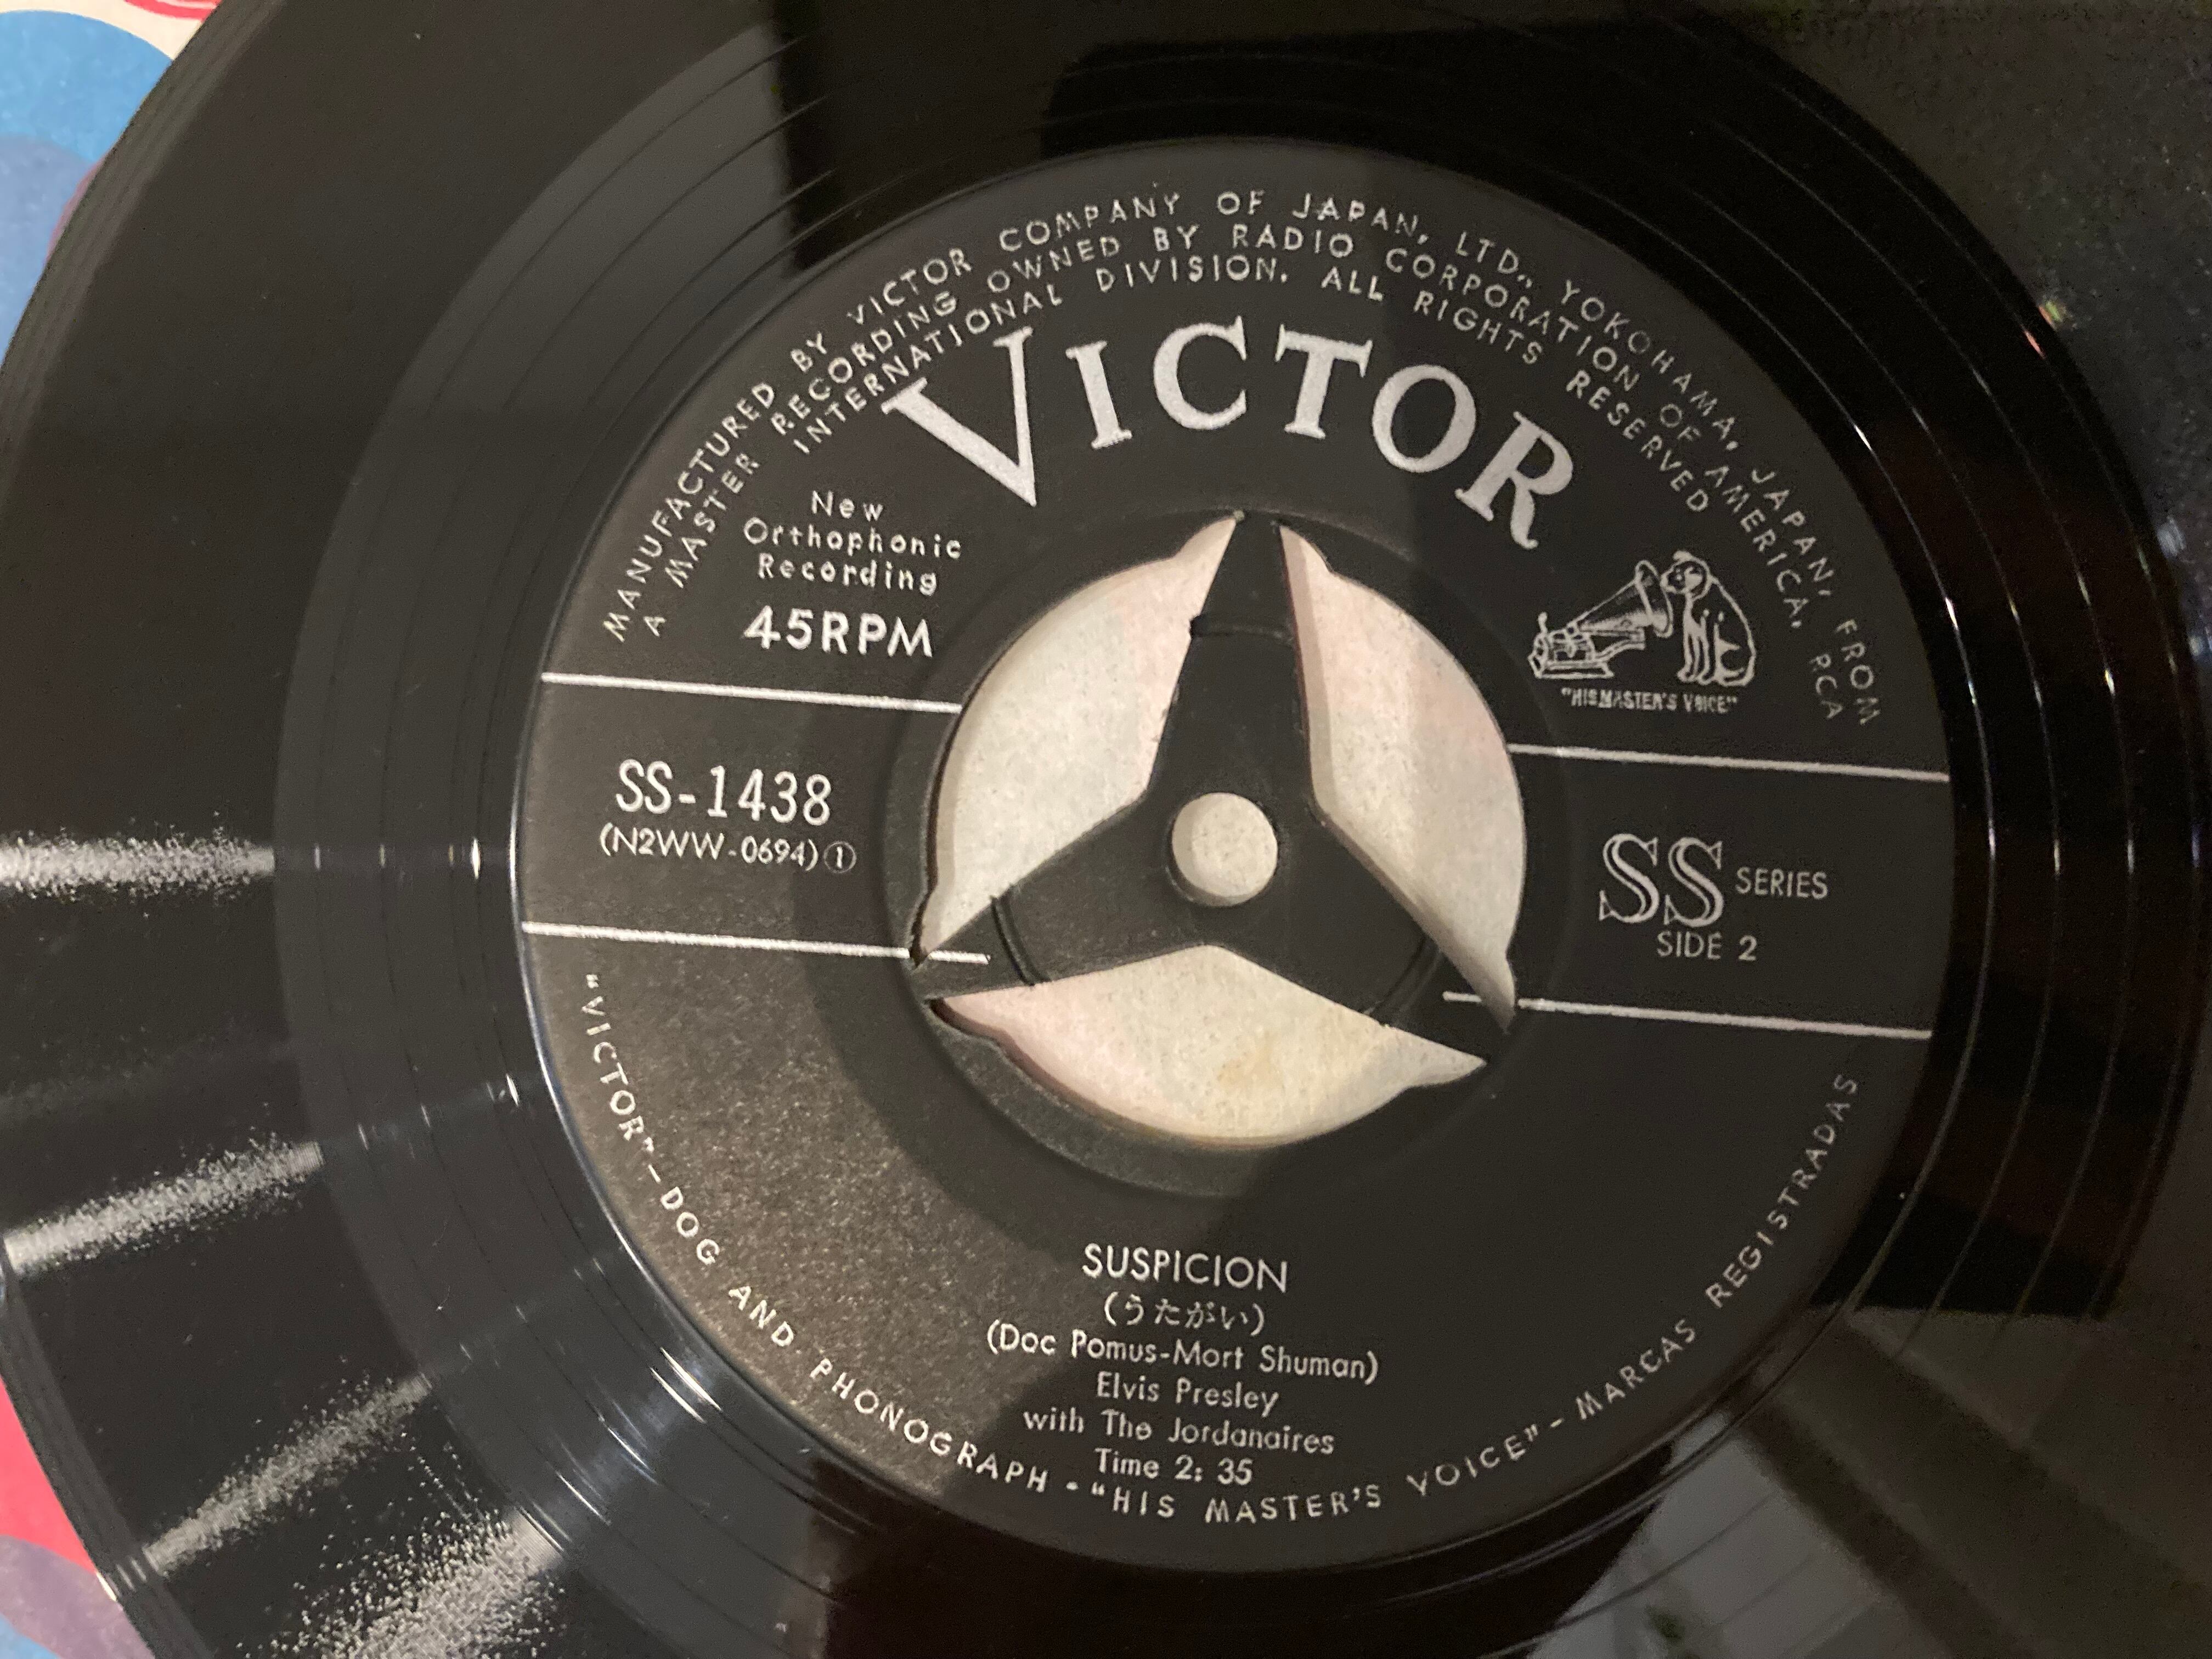 MANUFACTURED BY VICTOR COMPANY OF JAPAN, LTD., YOKOHAMA, JAPAN, FROM
A MASTER RECORDING OWNED BY RADIO CORPORATION OF AMERICA, RCA
INTERNATIONAL DIVISION. ALL RIGHTS RESERVED
VICTOR
New
Orthophonic
Recording
45RPM
"HIS MASTER'S VOICE"
SS-1438
(N2WW-0694)①
SS SERIES
SIDE 2
SUSPICION
(うたがい)
(Doc Pomus-Mort Shuman)
Elvis Presley
with The Jordanaires
Time 2: 35
"VICTOR"-DOG AND PHONOGRAPH-"HIS MASTER'S VOICE"-MARCAS REGISTRADAS